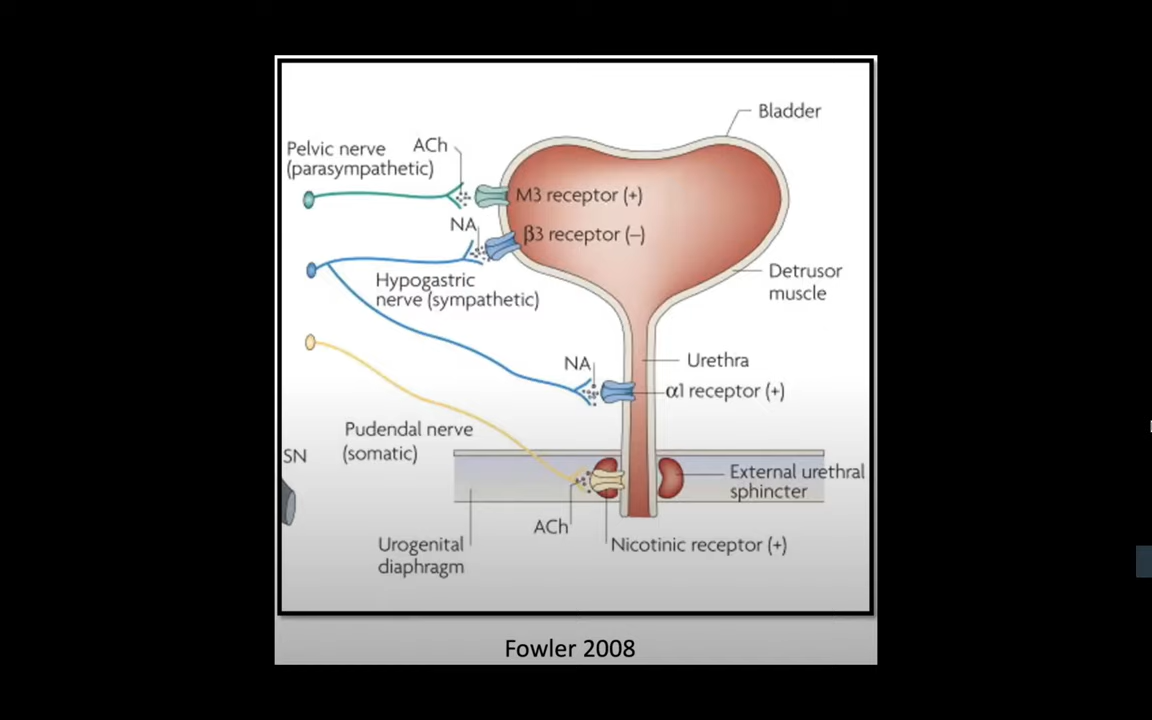 Bladder
Pelvic nerve
(parasympathetic)
ACh
M3 receptor (+)
NA
β3 receptor (–)
Hypogastric
nerve (sympathetic)
Detrusor
muscle
Urethra
NA
α1 receptor (+)
Pudendal nerve
(somatic)
SN
External urethral
sphincter
ACh
Nicotinic receptor (+)
Urogenital
diaphragm
Fowler 2008